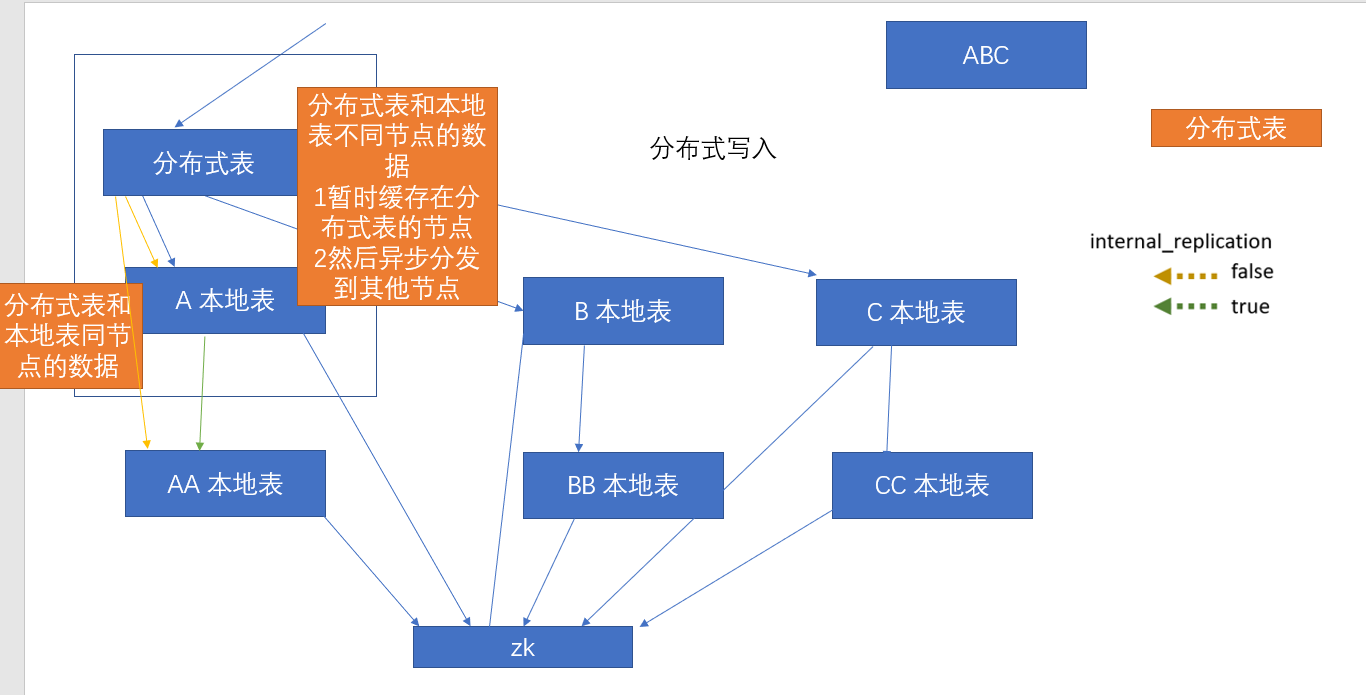 ABC
分布式表和本地
表不同节点的数
据
1暂时缓存在分
布式表的节点
2然后异步分发
到其他节点
分布式表
分布式写入
分布式表
internal_replication
false
true
A 本地表
B 本地表
C 本地表
分布式表和
本地表同节
点的数据
AA 本地表
BB 本地表
CC 本地表
zk